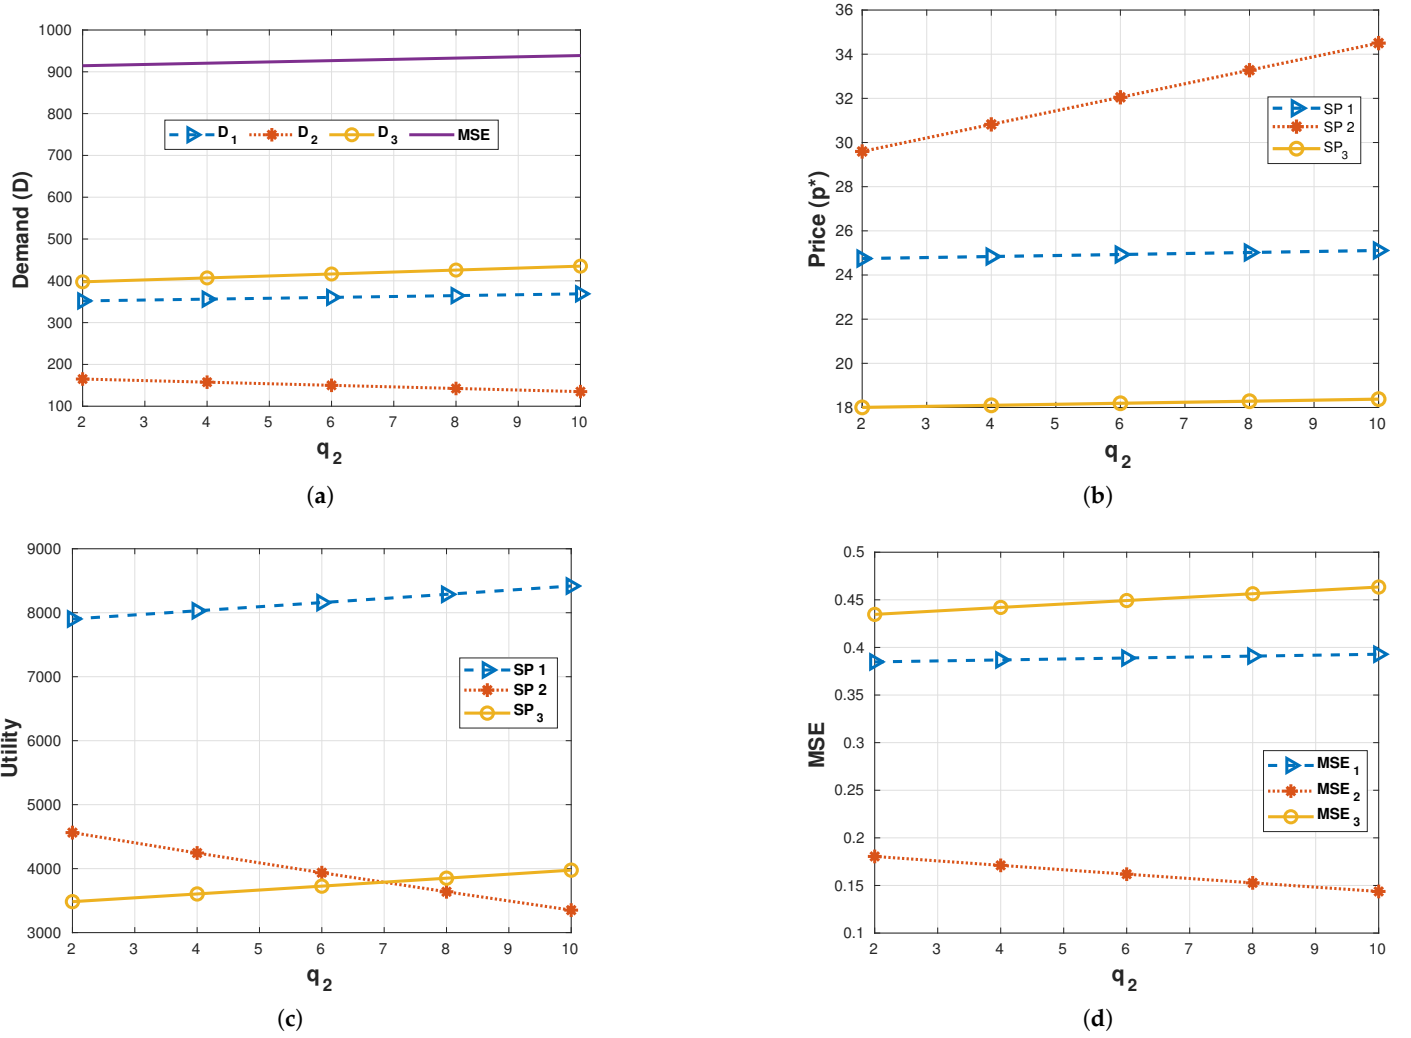 1000
900
800
700
600
500
400
300
200
100
Demand (D)
D1 D2 D3 MSE
2 3 4 5 6 7 8 9 10
q2
(a)
36
34
32
30
28
26
24
22
20
18
Price (p*)
SP 1
SP 2
SP3
2 3 4 5 6 7 8 9 10
q2
(b)
9000
8000
7000
6000
5000
4000
3000
Utility
SP 1
SP 2
SP3
2 3 4 5 6 7 8 9 10
q2
(c)
0.5
0.45
0.4
0.35
0.3
0.25
0.2
0.15
0.1
MSE
MSE1
MSE2
MSE3
2 3 4 5 6 7 8 9 10
q2
(d)